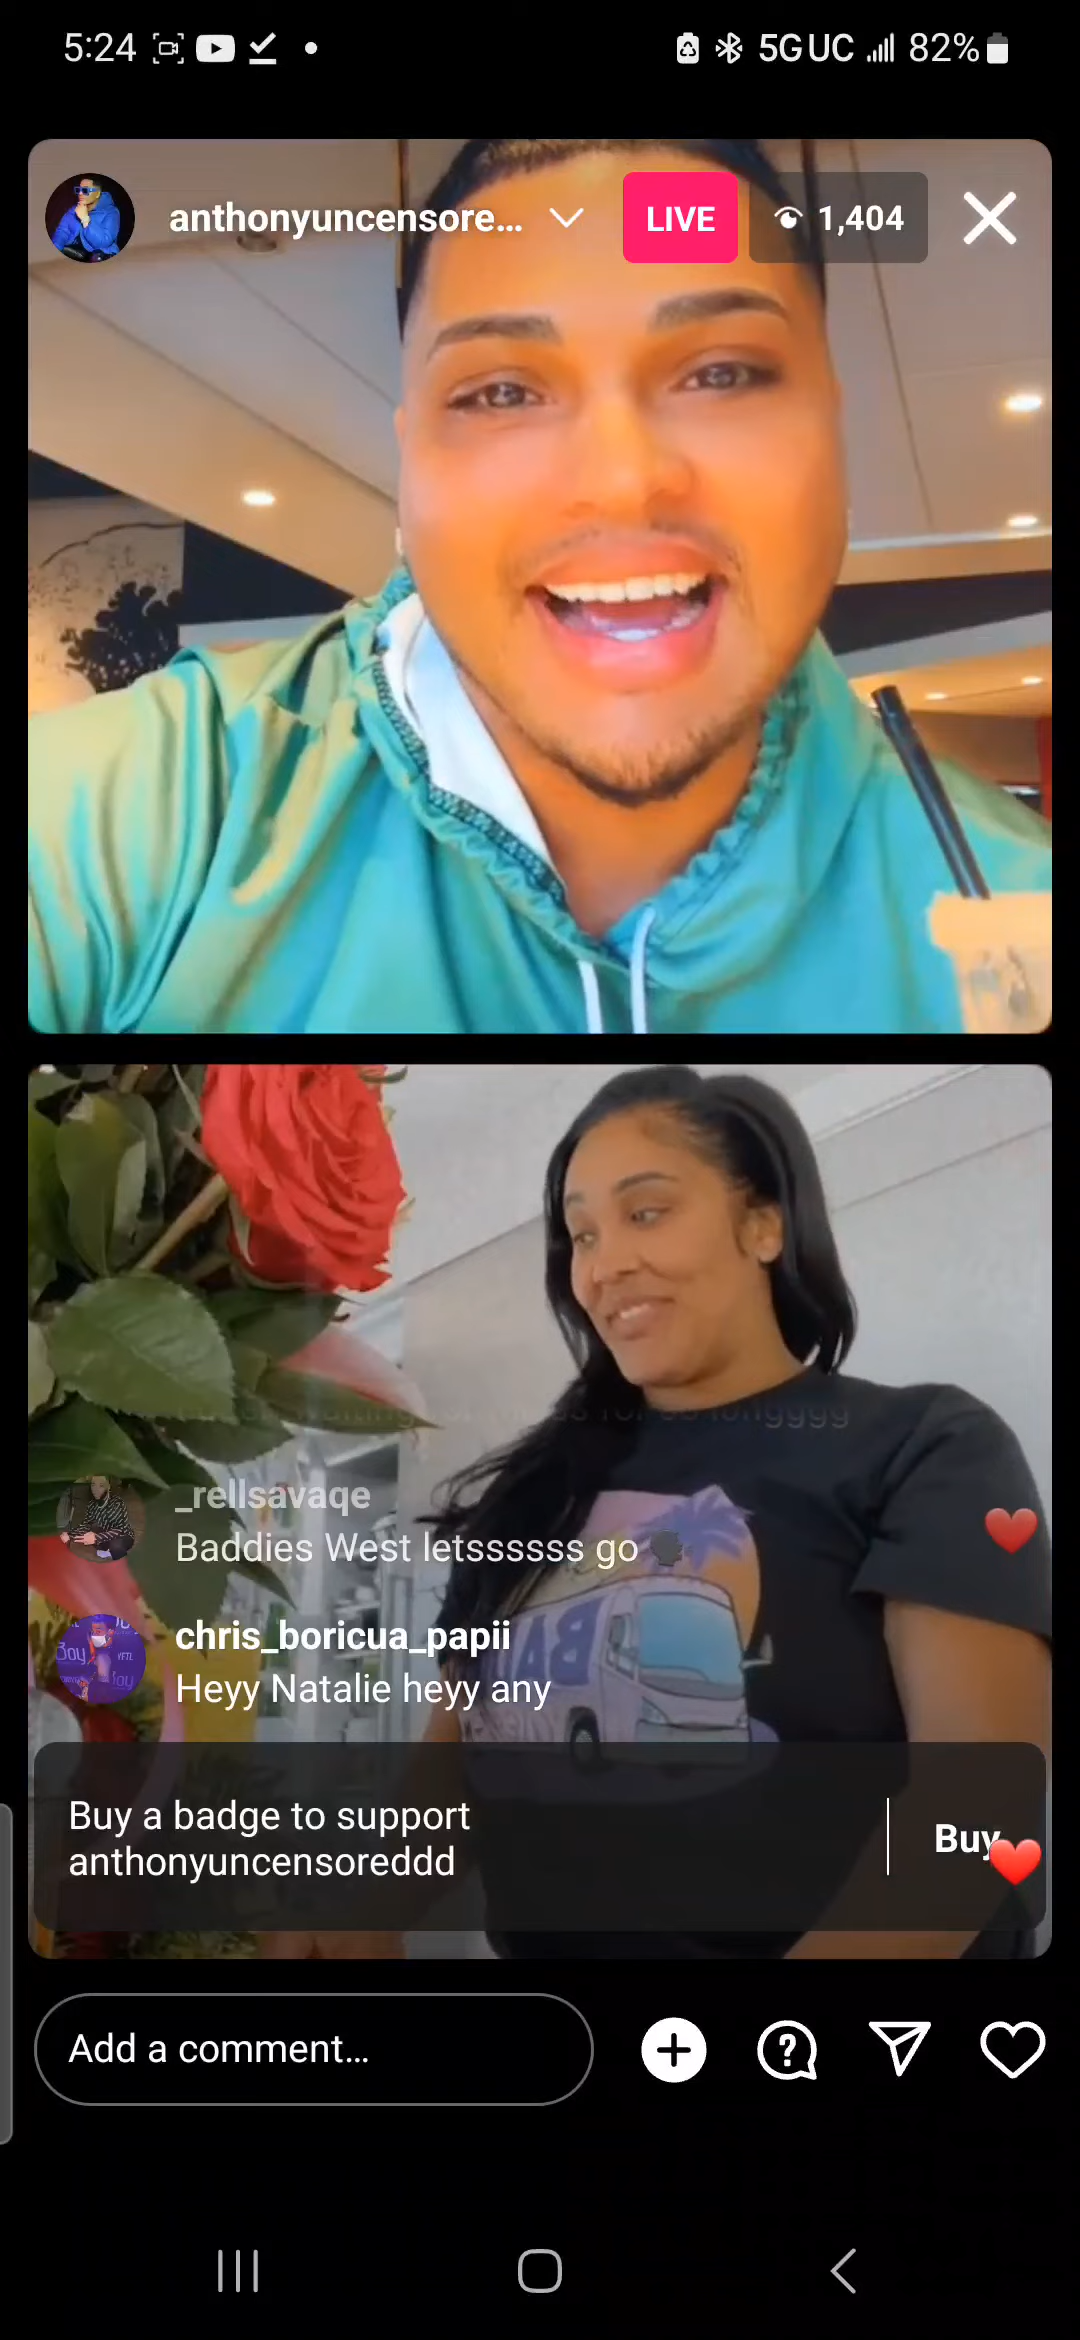 5:24
5G UC 82%
anthonyuncensore...
LIVE
1,404
_rellsavaqe
Baddies West letssssss go
chris_boricua_papii
Heyy Natalie heyy any
Buy a badge to support
anthonyuncensoreddd
Buy
Add a comment...